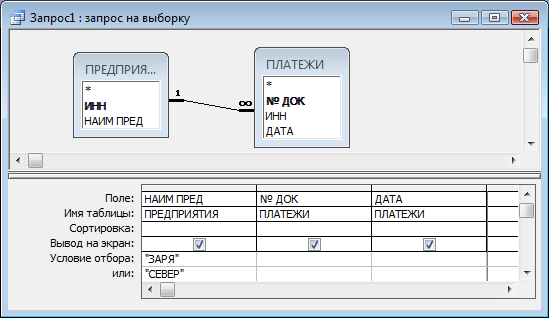 Запрос1 : запрос на выборку
ПРЕДПРИЯ...
*
ИНН
НАИМ ПРЕД
1
∞
ПЛАТЕЖИ
*
№ ДОК
ИНН
ДАТА
Поле: НАИМ ПРЕД № ДОК ДАТА
Имя таблицы: ПРЕДПРИЯТИЯ ПЛАТЕЖИ ПЛАТЕЖИ
Сортировка:
Вывод на экран:
Условие отбора: "ЗАРЯ"
или: "СЕВЕР"